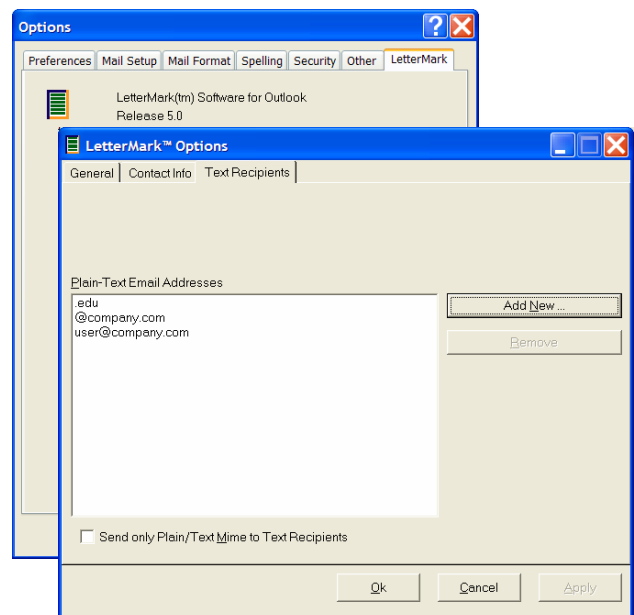 Options
Preferences Mail Setup Mail Format Spelling Security Other LetterMark
LetterMark(tm) Software for Outlook
Release 5.0
LetterMark™ Options
General Contact Info Text Recipients
Plain-Text Email Addresses
.edu
@company.com
user@company.com
Add New ...
Remove
Send only Plain/Text Mime to Text Recipients
Ok Cancel Apply